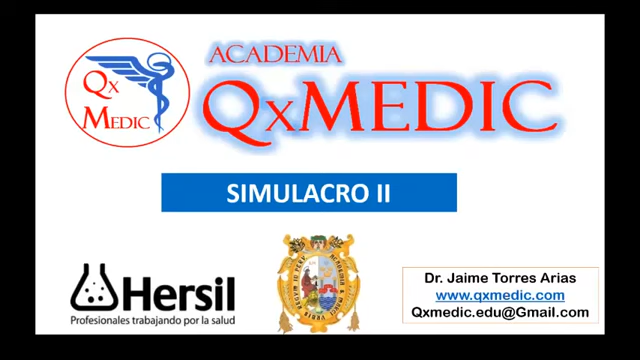 Qx
MEDIC
ACADEMIA
QxMEDIC
SIMULACRO II
Hersil
Profesionales trabajando por la salud
Dr. Jaime Torres Arias
www.qxmedic.com
Qxmedic.edu@Gmail.com